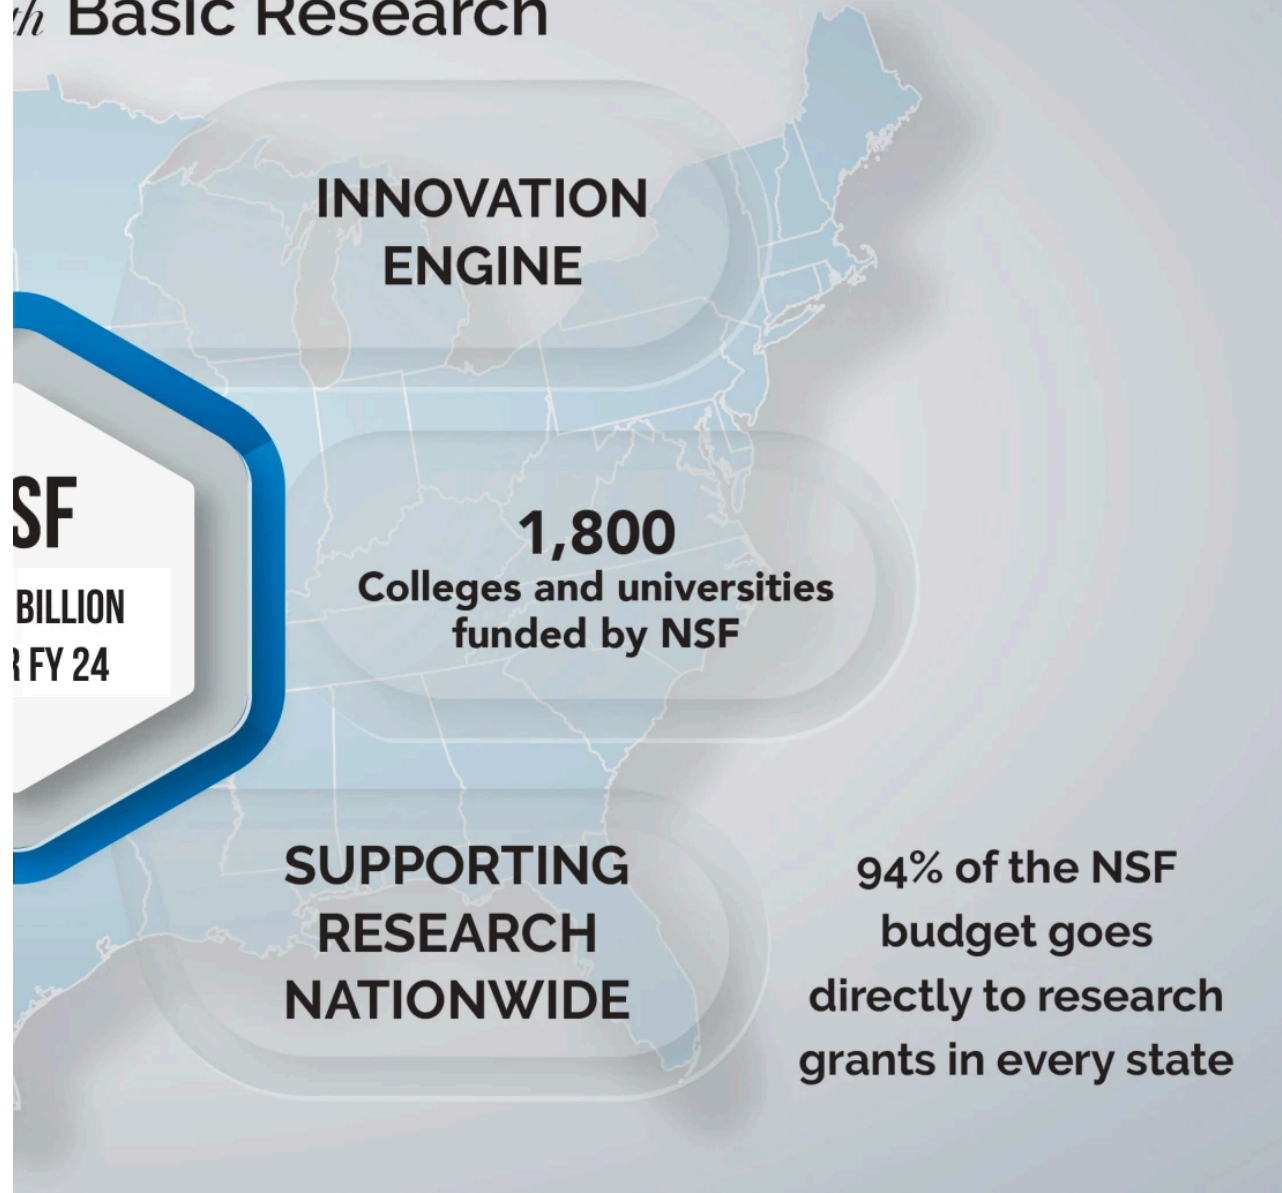 Basic Research
INNOVATION
ENGINE
SF
BILLION
FY 24
1,800
Colleges and universities
funded by NSF
SUPPORTING
RESEARCH
NATIONWIDE
94% of the NSF
budget goes
directly to research
grants in every state